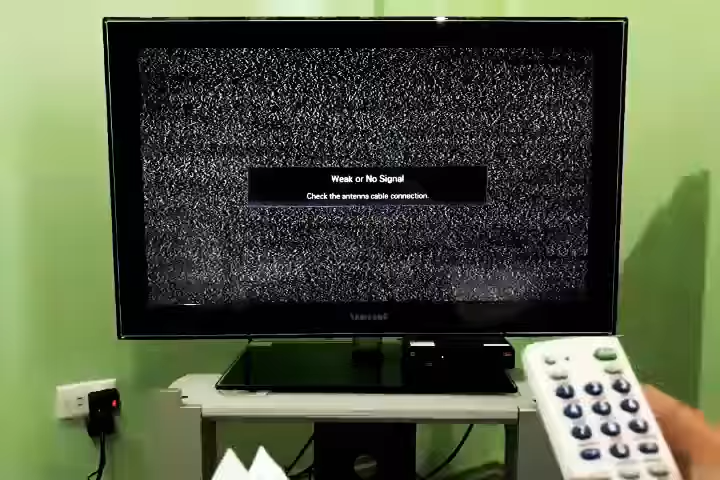 Weak or No Signal
Check the antenna cable connection.
SAMSUNG